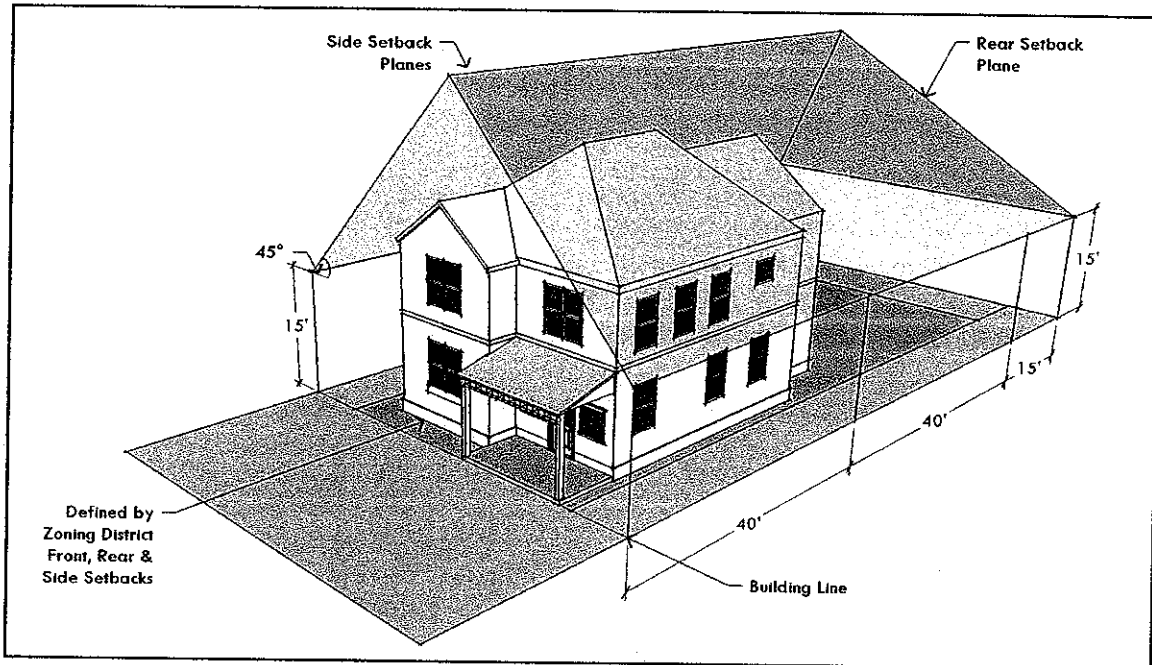 Side Setback
Planes
Rear Setback
Plane
45°
15'
15'
15'
40'
40'
Defined by
Zoning District
Front, Rear &
Side Setbacks
Building Line